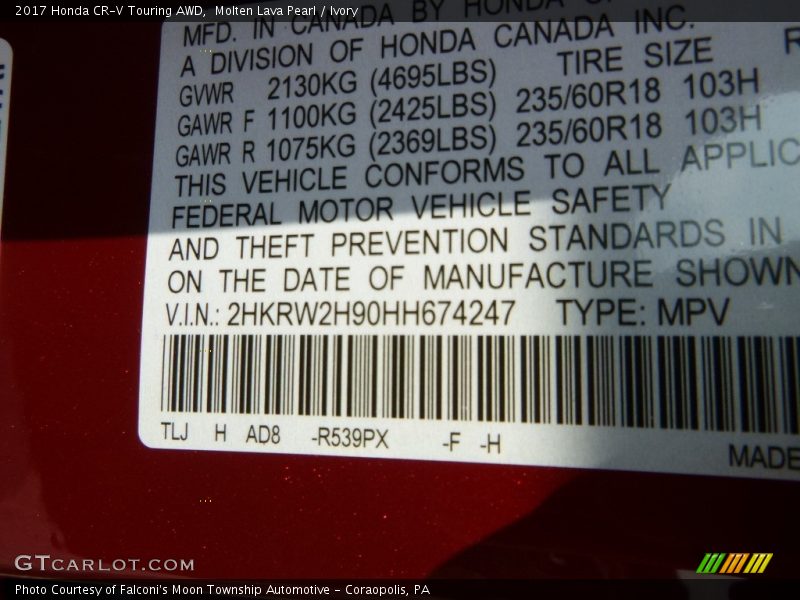 2017 Honda CR-V Touring AWD, Molten Lava Pearl / Ivory
MFD. IN CANADA BY HONDA OF
A DIVISION OF HONDA CANADA INC.
GVWR 2130KG (4695LBS) TIRE SIZE R
GAWR F 1100KG (2425LBS) 235/60R18 103H
GAWR R 1075KG (2369LBS) 235/60R18 103H
THIS VEHICLE CONFORMS TO ALL APPLIC
FEDERAL MOTOR VEHICLE SAFETY
AND THEFT PREVENTION STANDARDS IN
ON THE DATE OF MANUFACTURE SHOWN
V.I.N.: 2HKRW2H90HH674247 TYPE: MPV
TLJ H AD8 -R539PX -F -H
MADE
GTCARLOT.COM
Photo Courtesy of Falconi's Moon Township Automotive - Coraopolis, PA